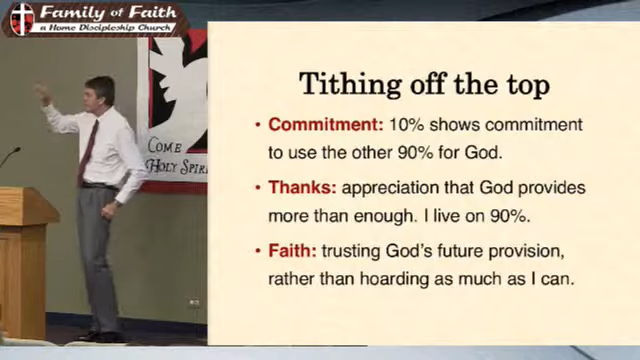 Family of Faith
a Home Discipleship Church
COME
HOLY SPIRI
Tithing off the top
• Commitment: 10% shows commitment
to use the other 90% for God.
• Thanks: appreciation that God provides
more than enough. I live on 90%.
• Faith: trusting God's future provision,
rather than hoarding as much as I can.